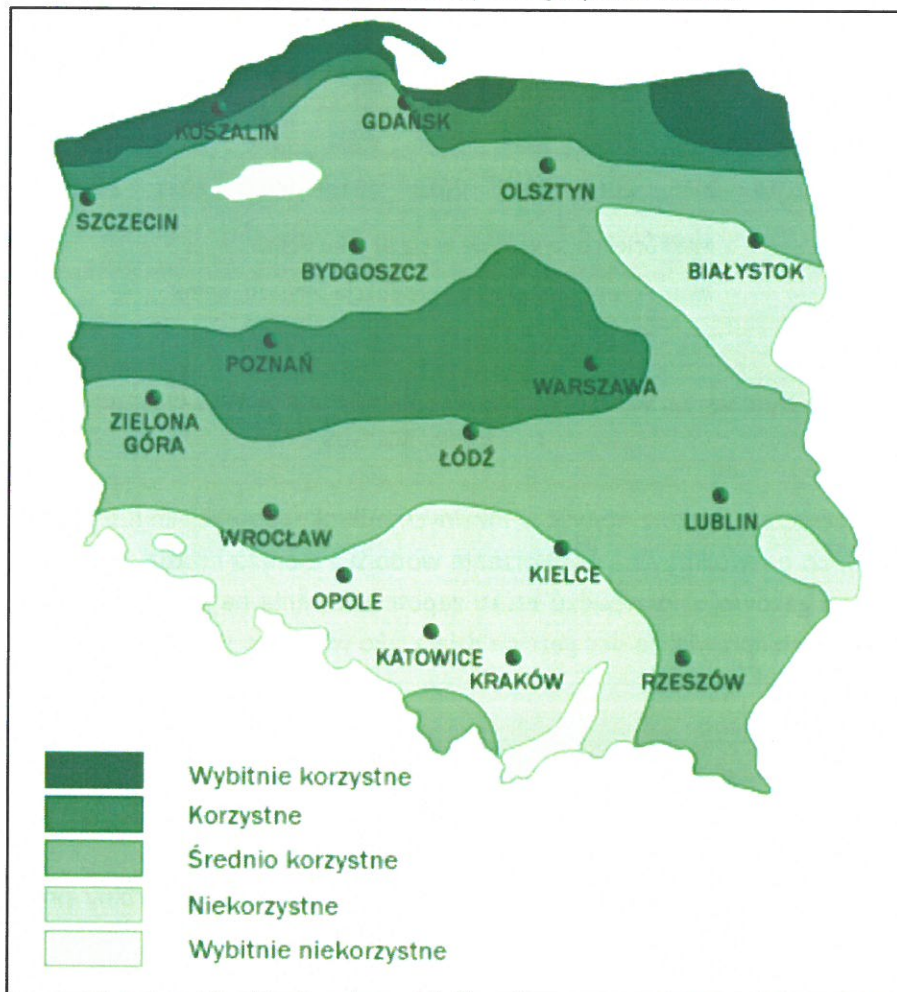 KOSZALIN
GDAŃSK
OLSZTYN
SZCZECIN
BYDGOSZCZ
BIAŁYSTOK
POZNAŃ
WARSZAWA
ZIELONA
GÓRA
ŁÓDŹ
WROCŁAW
LUBLIN
KIELCE
OPOLE
KATOWICE
KRAKÓW
RZESZÓW
Wybitnie korzystne
Korzystne
Średnio korzystne
Niekorzystne
Wybitnie niekorzystne